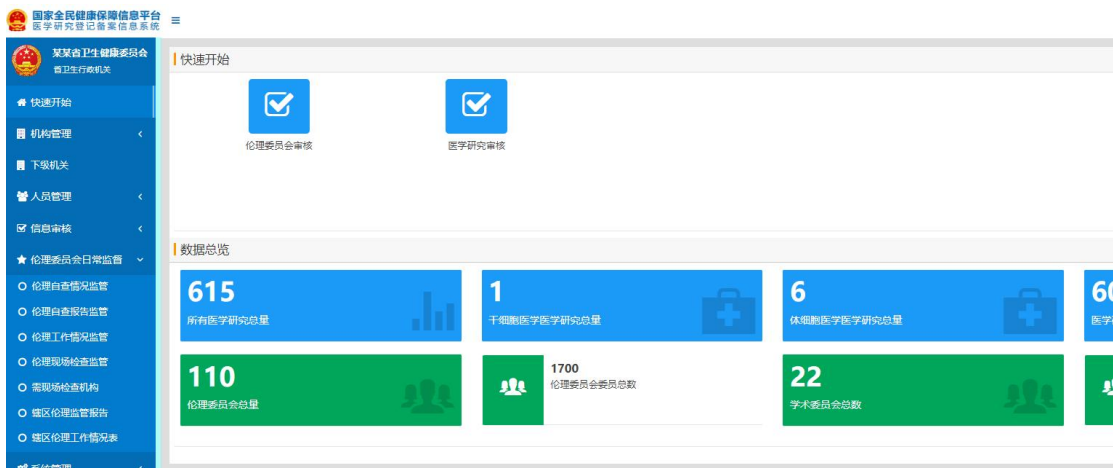 国家全民健康保障信息平台
医学研究登记备案信息系统
某某省卫生健康委员会
省卫生行政机关
快速开始
机构管理
下级机关
人员管理
信息审核
伦理委员会日常监督
伦理自查情况监管
伦理自查报告监管
伦理工作情况监管
伦理现场检查监管
需现场检查机构
辖区伦理监管报告
辖区伦理工作情况表
系统管理
快速开始
伦理委员会审核
医学研究审核
数据总览
615
所有医学研究总量
1
干细胞医学医学研究总量
6
体细胞医学医学研究总量
110
伦理委员会总量
1700
伦理委员会委员总数
22
学术委员会总数